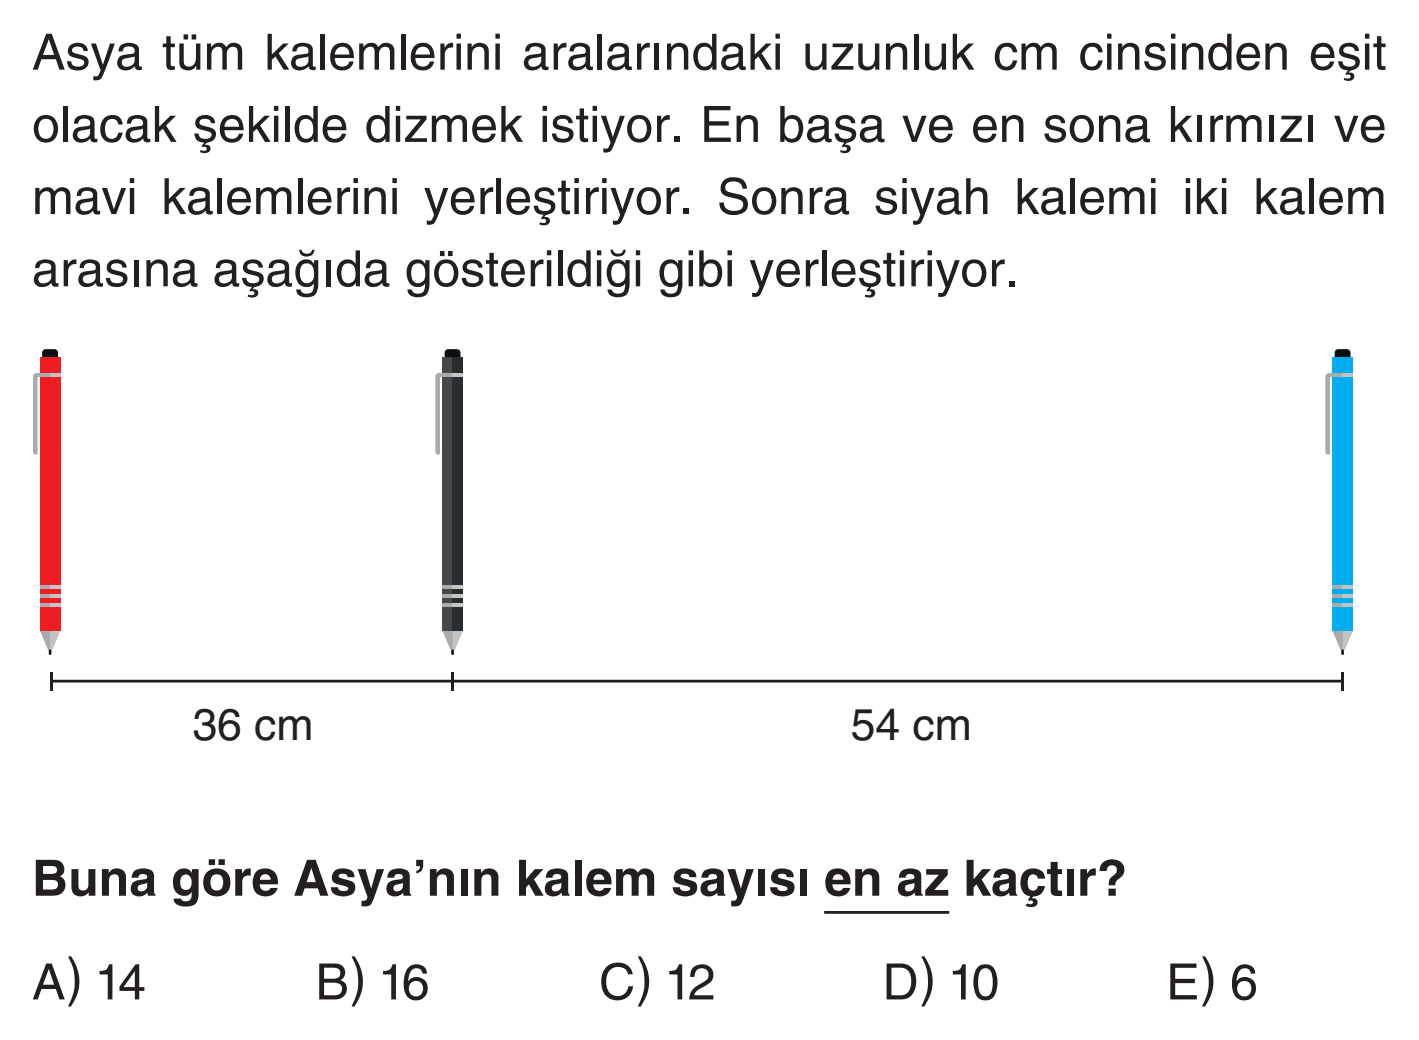 Asya tüm kalemlerini aralarındaki uzunluk cm cinsinden eşit
olacak şekilde dizmek istiyor. En başa ve en sona kırmızı ve
mavi kalemlerini yerleştiriyor. Sonra siyah kalemi iki kalem
arasına aşağıda gösterildiği gibi yerleştiriyor.
36 cm 54 cm
Buna göre Asya’nın kalem sayısı en az kaçtır?
A) 14 B) 16 C) 12 D) 10 E) 6